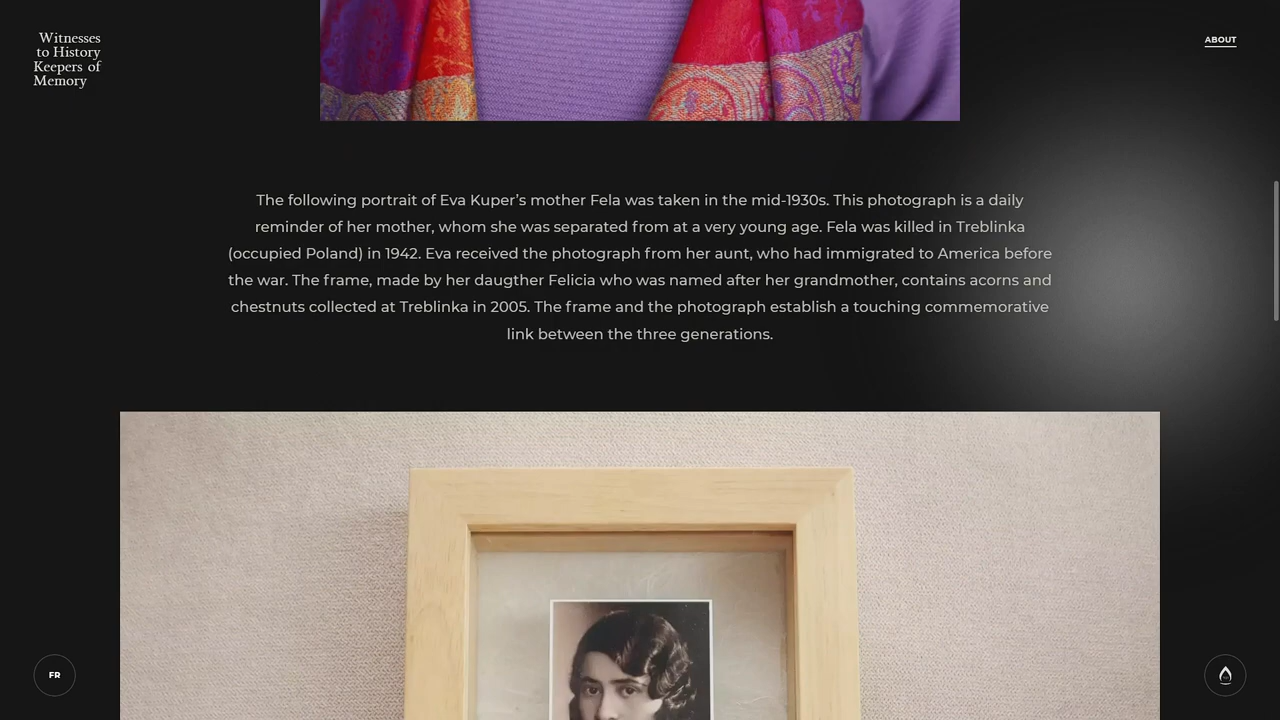 Witnesses
to History
Keepers of
Memory
ABOUT
The following portrait of Eva Kuper’s mother Fela was taken in the mid-1930s. This photograph is a daily
reminder of her mother, whom she was separated from at a very young age. Fela was killed in Treblinka
(occupied Poland) in 1942. Eva received the photograph from her aunt, who had immigrated to America before
the war. The frame, made by her daugther Felicia who was named after her grandmother, contains acorns and
chestnuts collected at Treblinka in 2005. The frame and the photograph establish a touching commemorative
link between the three generations.
FR